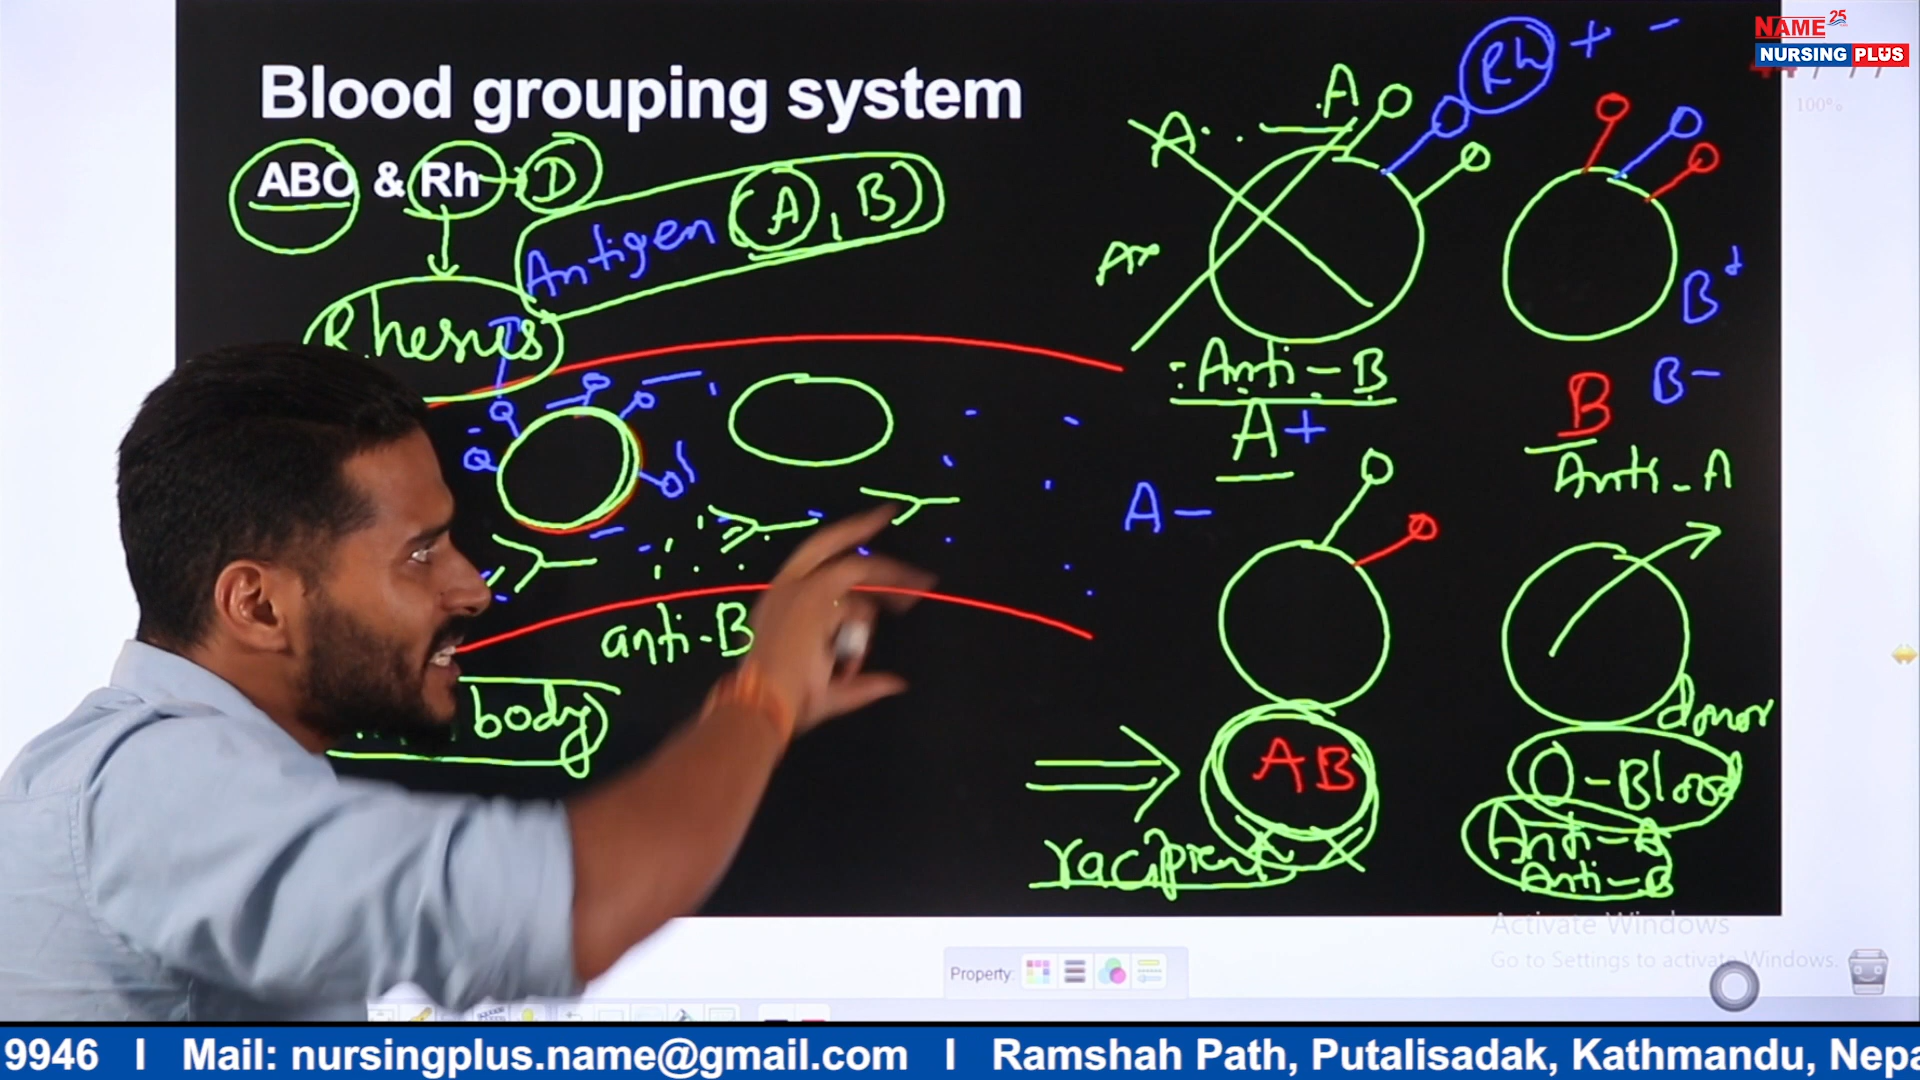 Blood grouping system
ABO & Rh → D
Antigen (A, B)
Rhesus
anti-B
body
A
Rh + -
Anti-B
A+
A-
B+
B-
B
Anti-A
AB
racipient
donor
O-Blood
Anti-A
Anti-B
NAME 25
NURSING PLUS
100%
Activate Windows
Go to Settings to activate Windows.
Property:
9946 I Mail: nursingplus.name@gmail.com I Ramshah Path, Putalisadak, Kathmandu, Nepa